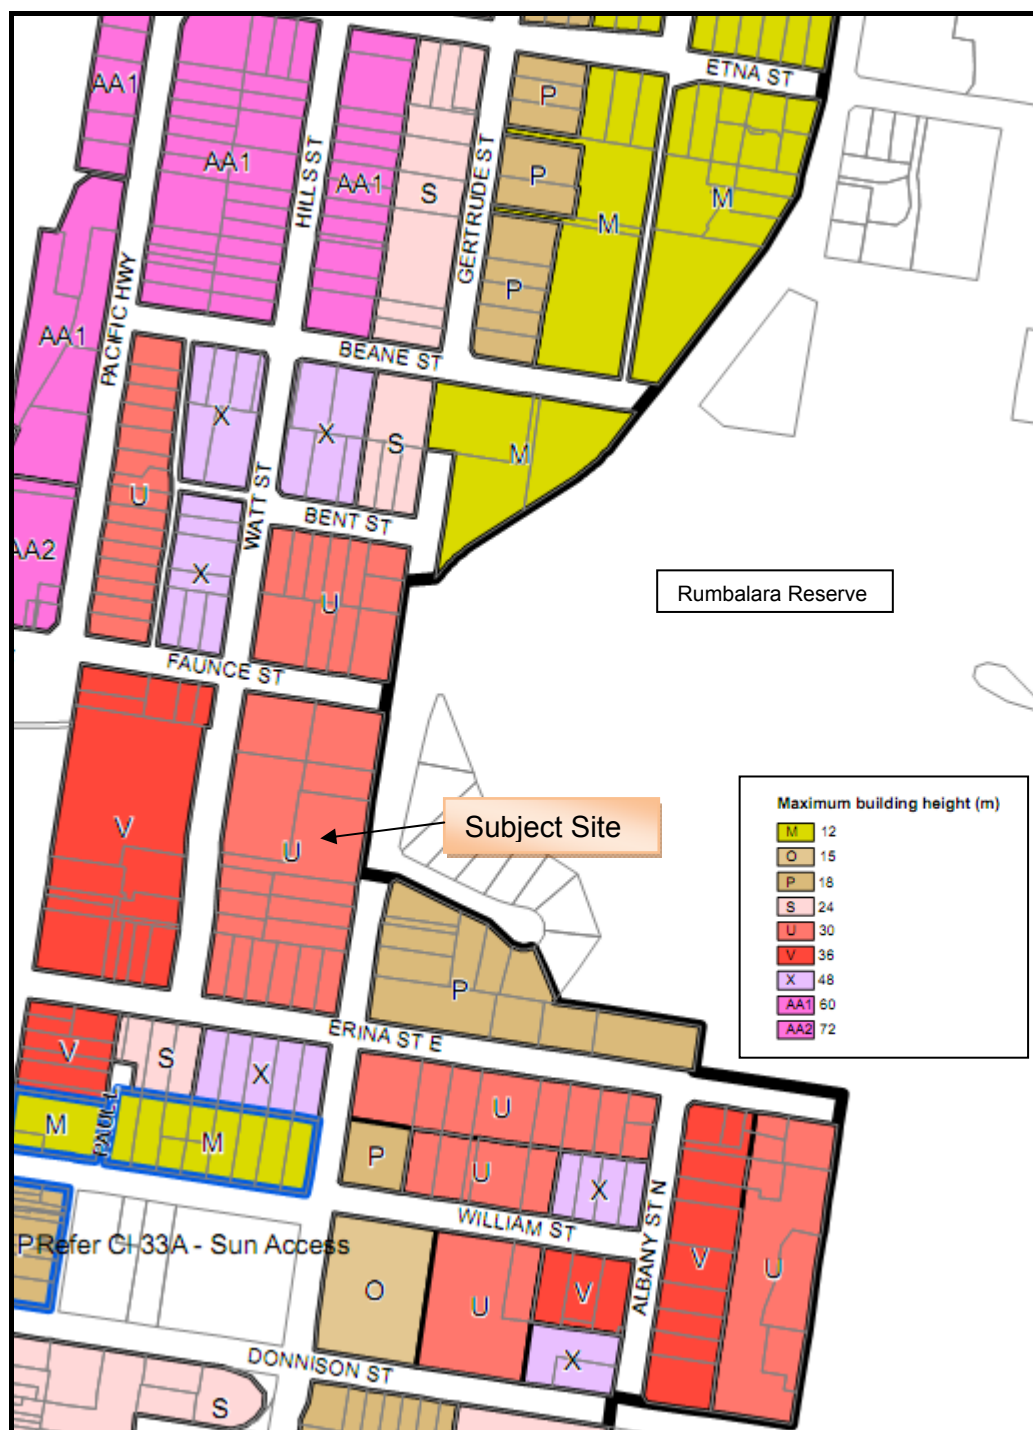 ETNA ST
AA1
P
AA1
HILLS ST
AA1
S
GERTRUDE ST
P
M
M
P
PACIFIC HWY
AA1
BEANE ST
X
X
S
M
U
WATT ST
BENT ST
AA2
X
U
Rumbalara Reserve
FAUNCE ST
V
U
Subject Site
Maximum building height (m)
M 12
O 15
P 18
S 24
U 30
V 36
X 48
AA1 60
AA2 72
P
ERINA ST E
V
S
X
U
M
PAUL L
M
P
U
X
WILLIAM ST
ALBANY ST N
P Refer Cl 33A - Sun Access
O
U
V
V
U
X
DONNISON ST
S